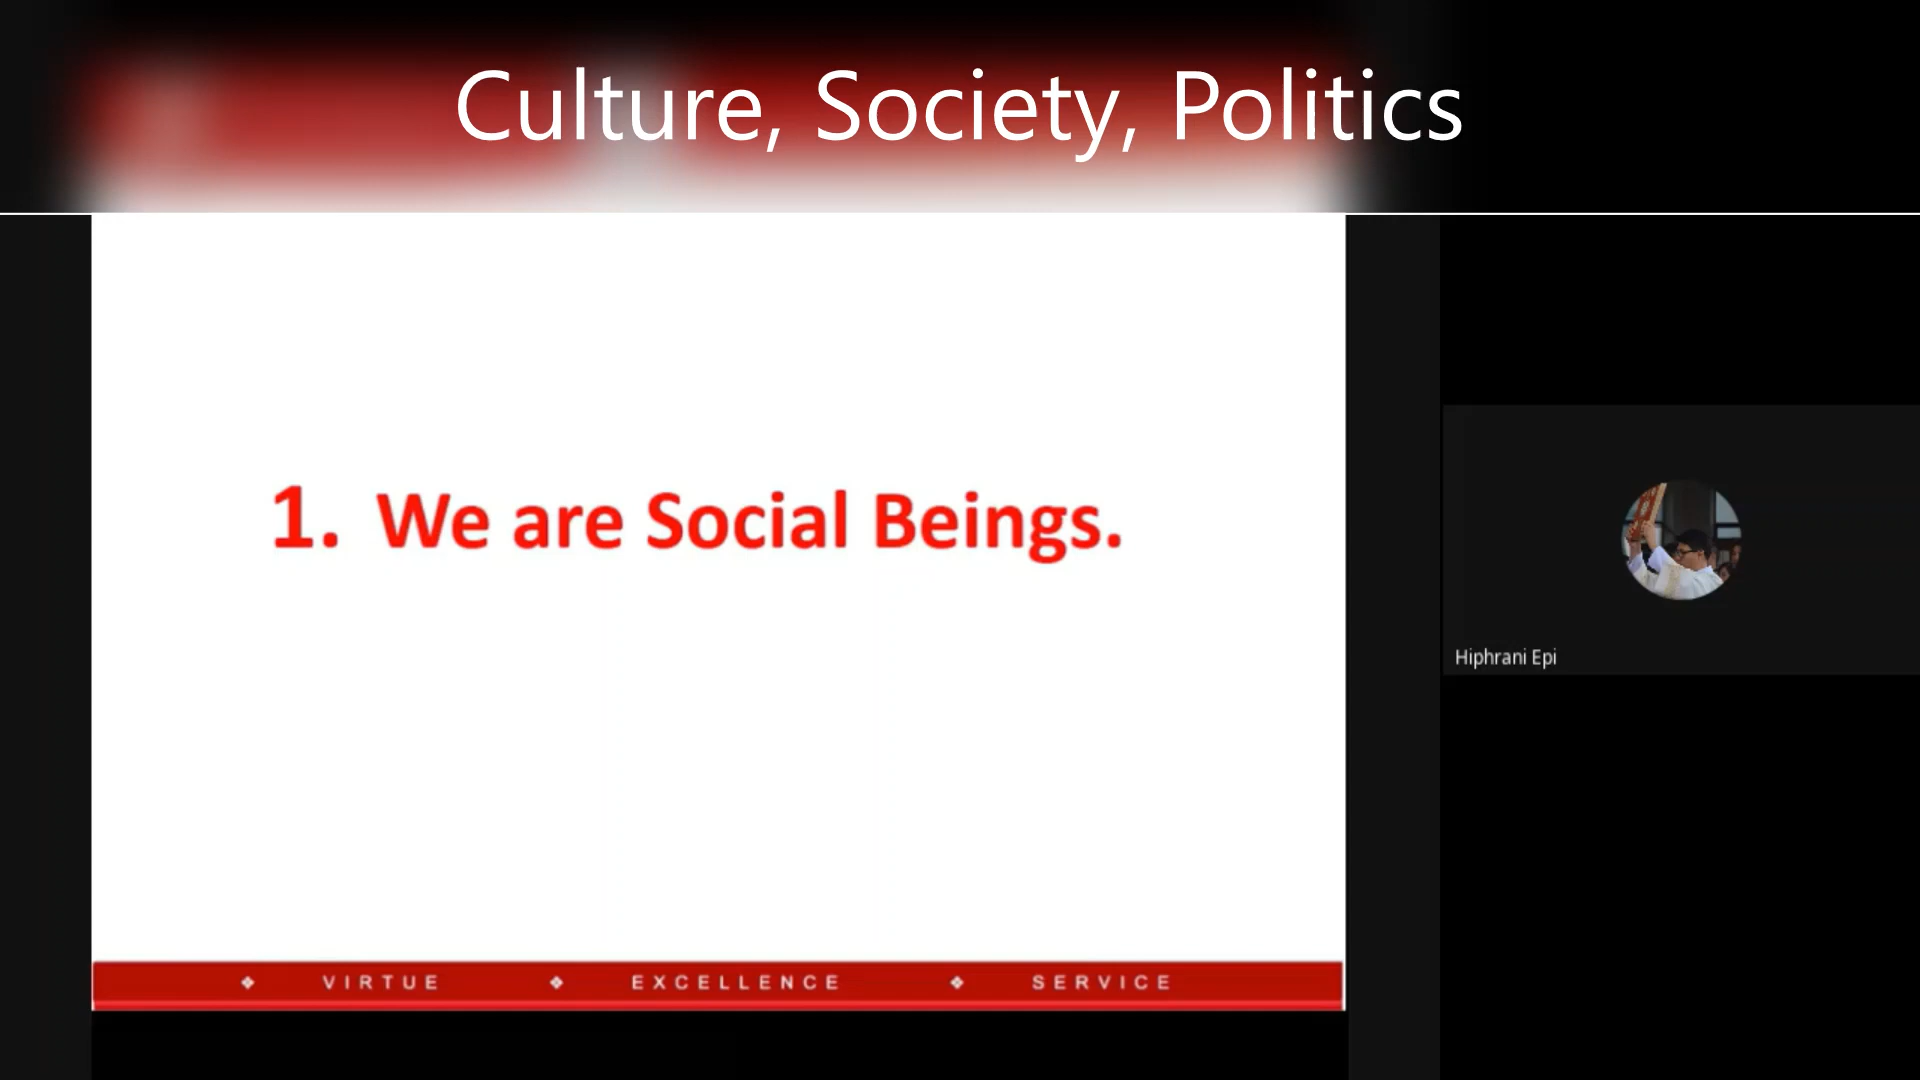 Culture, Society, Politics
1. We are Social Beings.
❖ VIRTUE ❖ EXCELLENCE ❖ SERVICE
Hiphrani Epi